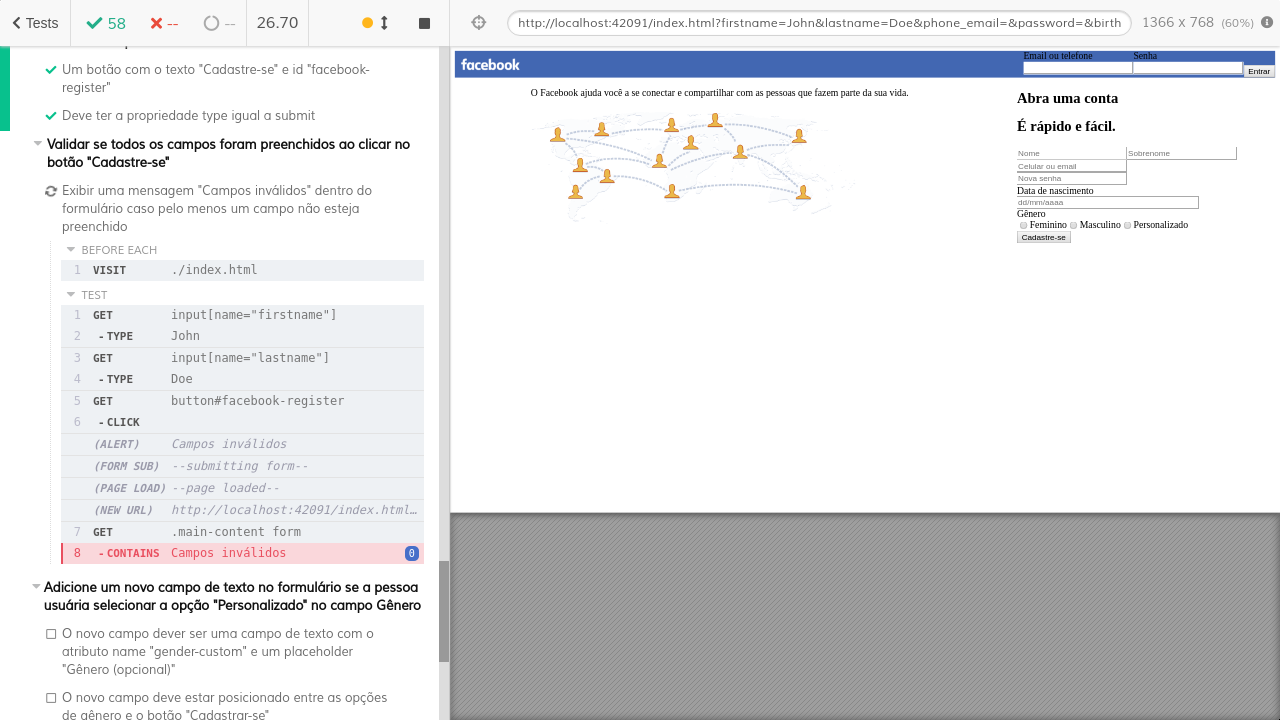 Tests
58
--
--
26.70
Um botão com o texto "Cadastre-se" e id "facebook-
register"
Deve ter a propriedade type igual a submit
Validar se todos os campos foram preenchidos ao clicar no
botão "Cadastre-se"
Exibir uma mensagem "Campos inválidos" dentro do
formulário caso pelo menos um campo não esteja
preenchido
BEFORE EACH
1 VISIT ./index.html
TEST
1 GET input[name="firstname"]
2 -TYPE John
3 GET input[name="lastname"]
4 -TYPE Doe
5 GET button#facebook-register
6 -CLICK
(ALERT) Campos inválidos
(FORM SUB) --submitting form--
(PAGE LOAD) --page loaded--
(NEW URL) http://localhost:42091/index.html…
7 GET .main-content form
8 -CONTAINS Campos inválidos 0
Adicione um novo campo de texto no formulário se a pessoa
usuária selecionar a opção "Personalizado" no campo Gênero
O novo campo dever ser uma campo de texto com o
atributo name "gender-custom" e um placeholder
"Gênero (opcional)"
O novo campo deve estar posicionado entre as opções
de gênero e o botão "Cadastrar-se"
http://localhost:42091/index.html?firstname=John&lastname=Doe&phone_email=&password=&birth
1366 x 768 (60%)
facebook
Email ou telefone Senha
Entrar
O Facebook ajuda você a se conectar e compartilhar com as pessoas que fazem parte da sua vida.
Abra uma conta
É rápido e fácil.
Nome Sobrenome
Celular ou email
Nova senha
Data de nascimento
dd/mm/aaaa
Gênero
Feminino Masculino Personalizado
Cadastre-se